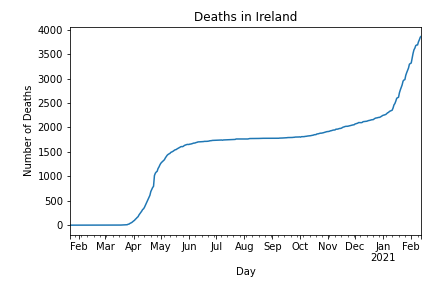 Deaths in Ireland
Number of Deaths
4000
3500
3000
2500
2000
1500
1000
500
0
Feb Mar Apr May Jun Jul Aug Sep Oct Nov Dec Jan Feb
2021
Day